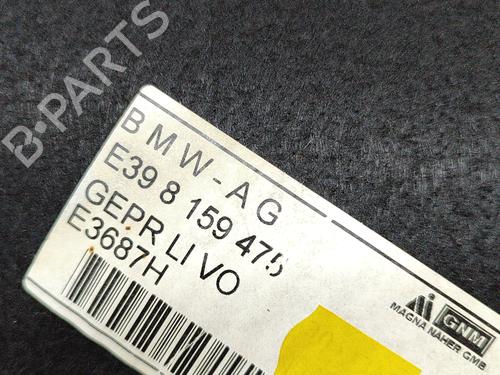 B·PARTS
BMW-AG
E39 8 159 475
GEPR LI VO
E3687H
GNM
MAGNA NAHER GMB